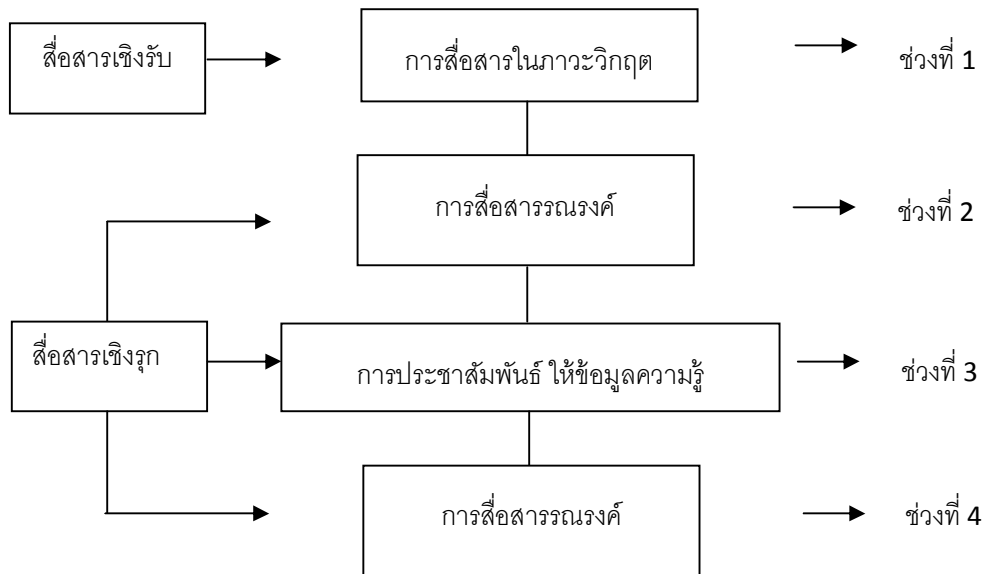 สื่อสารเชิงรับ
การสื่อสารในภาวะวิกฤต
ช่วงที่ 1
การสื่อสารรณรงค์
ช่วงที่ 2
สื่อสารเชิงรุก
การประชาสัมพันธ์ ให้ข้อมูลความรู้
ช่วงที่ 3
การสื่อสารรณรงค์
ช่วงที่ 4